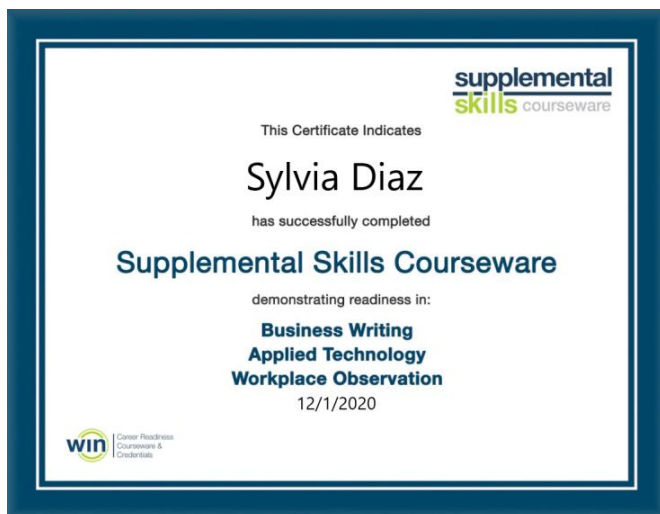 supplemental
skills courseware
This Certificate Indicates
Sylvia Diaz
has successfully completed
Supplemental Skills Courseware
demonstrating readiness in:
Business Writing
Applied Technology
Workplace Observation
12/1/2020
win
Career Readiness
Courseware &
Credentials